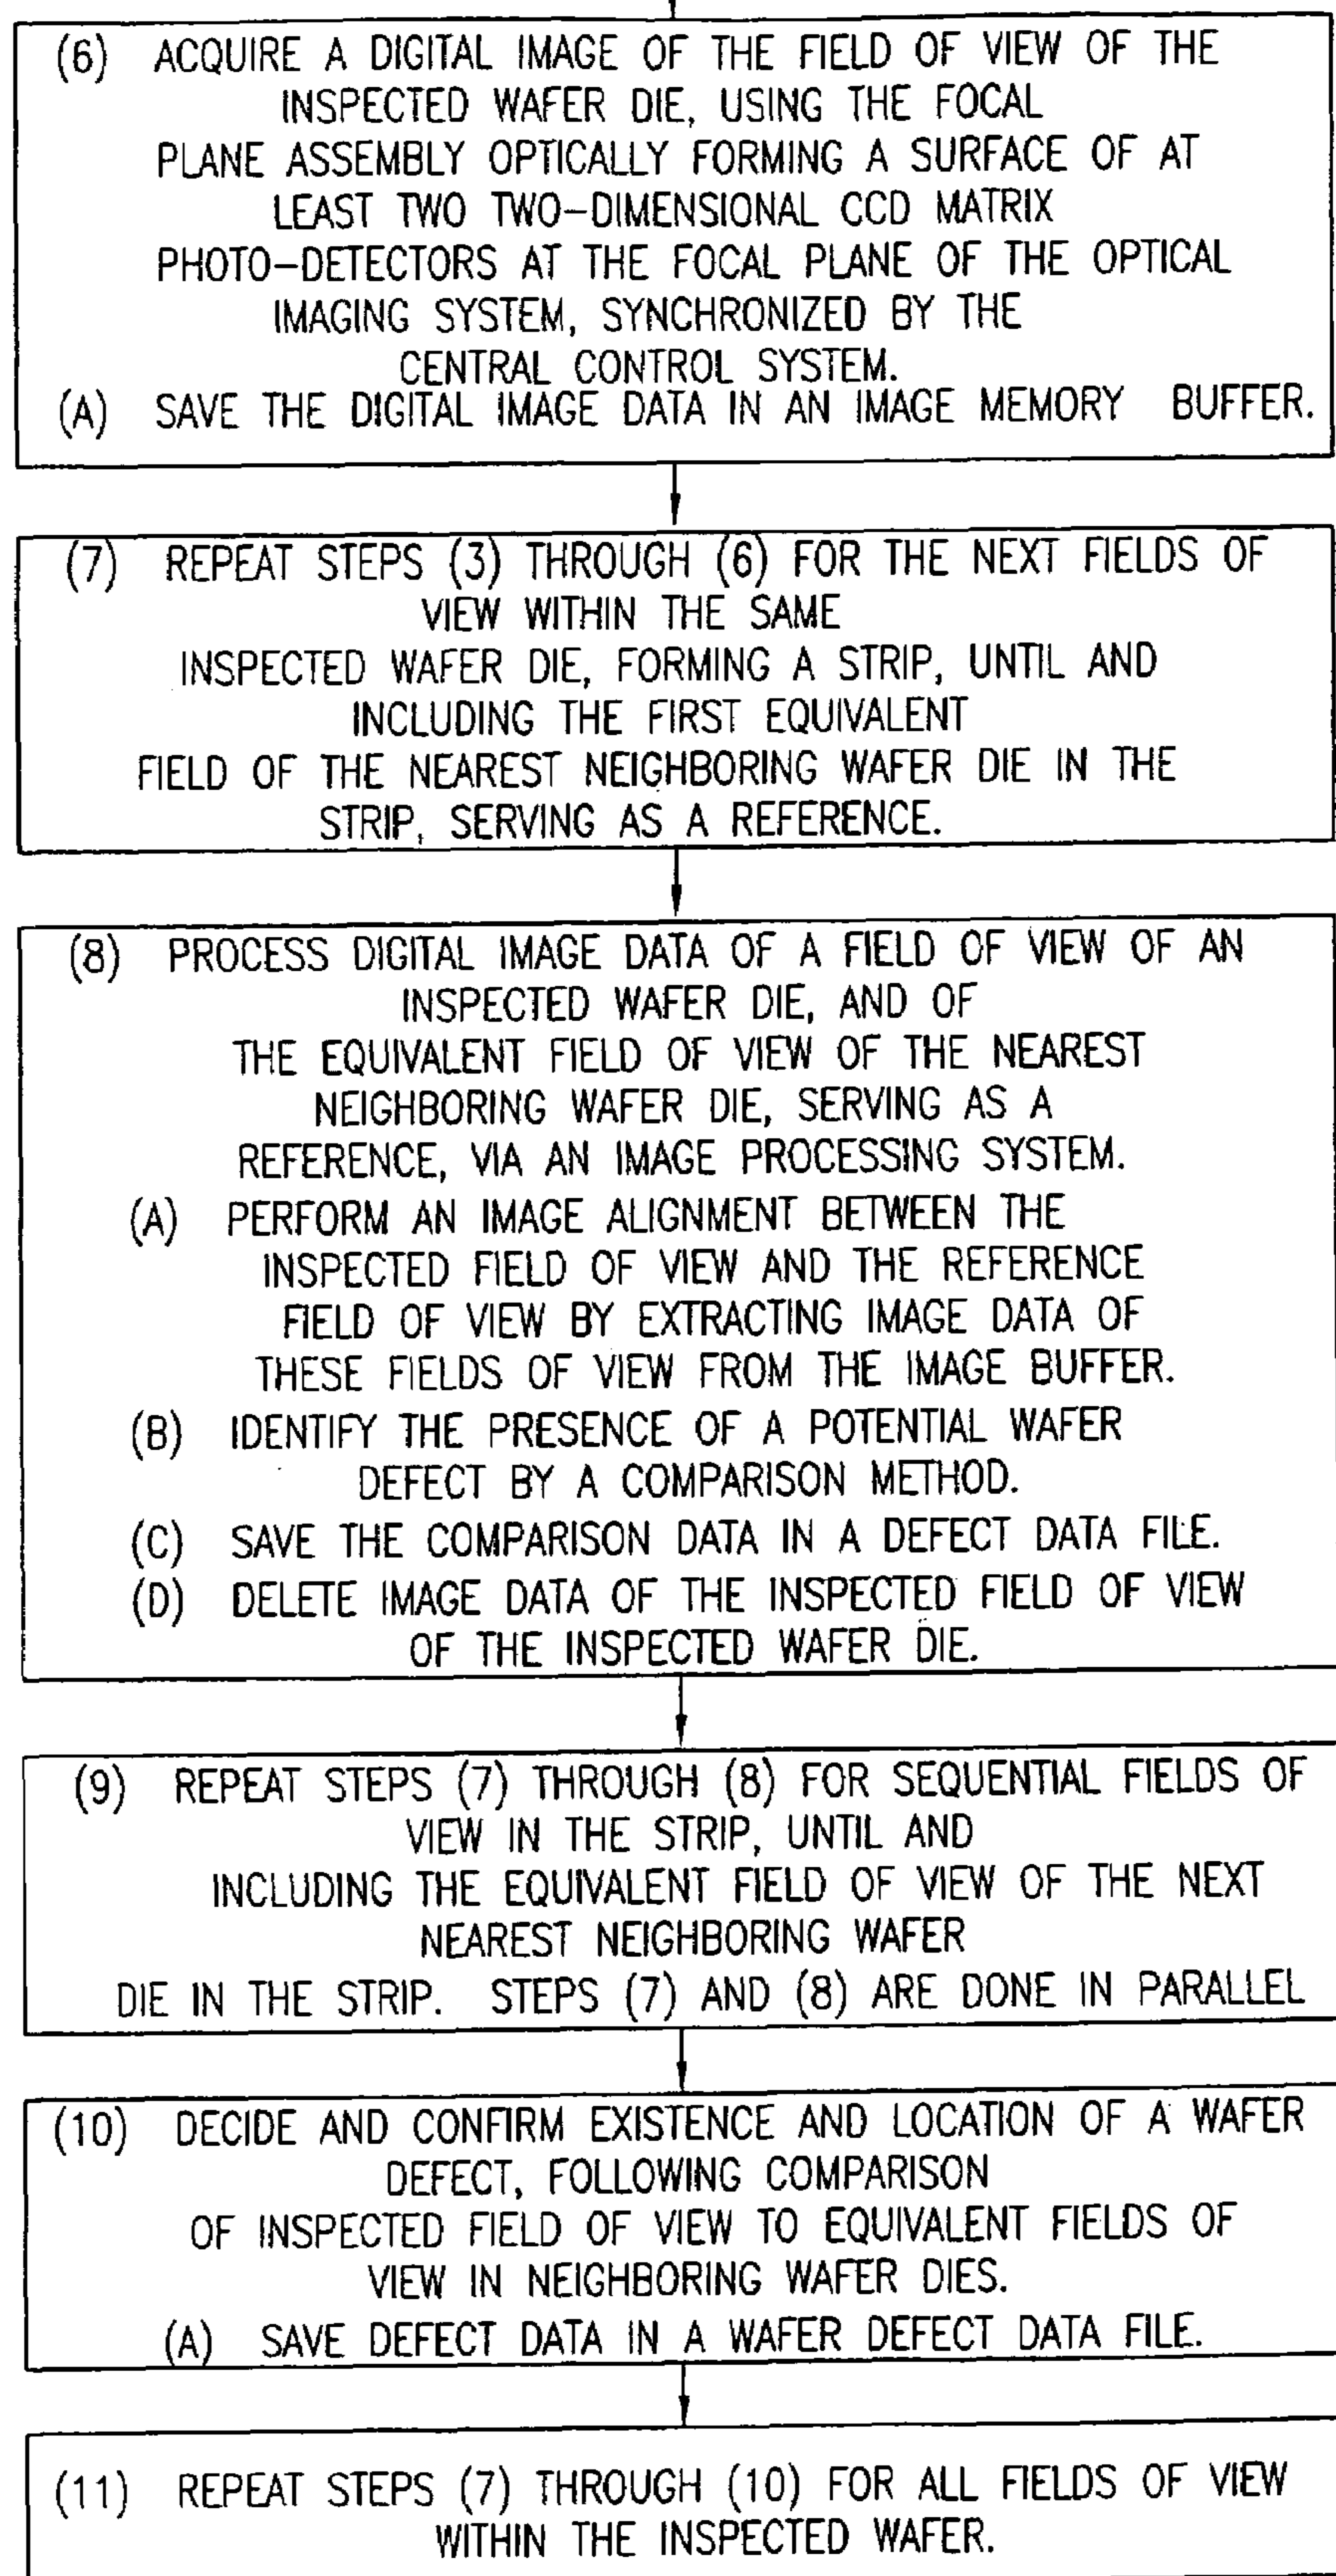 (6) ACQUIRE A DIGITAL IMAGE OF THE FIELD OF VIEW OF THE
INSPECTED WAFER DIE, USING THE FOCAL
PLANE ASSEMBLY OPTICALLY FORMING A SURFACE OF AT
LEAST TWO TWO-DIMENSIONAL CCD MATRIX
PHOTO-DETECTORS AT THE FOCAL PLANE OF THE OPTICAL
IMAGING SYSTEM, SYNCHRONIZED BY THE
CENTRAL CONTROL SYSTEM.
(A) SAVE THE DIGITAL IMAGE DATA IN AN IMAGE MEMORY BUFFER.
(7) REPEAT STEPS (3) THROUGH (6) FOR THE NEXT FIELDS OF
VIEW WITHIN THE SAME
INSPECTED WAFER DIE, FORMING A STRIP, UNTIL AND
INCLUDING THE FIRST EQUIVALENT
FIELD OF THE NEAREST NEIGHBORING WAFER DIE IN THE
STRIP, SERVING AS A REFERENCE.
(8) PROCESS DIGITAL IMAGE DATA OF A FIELD OF VIEW OF AN
INSPECTED WAFER DIE, AND OF
THE EQUIVALENT FIELD OF VIEW OF THE NEAREST
NEIGHBORING WAFER DIE, SERVING AS A
REFERENCE, VIA AN IMAGE PROCESSING SYSTEM.
(A) PERFORM AN IMAGE ALIGNMENT BETWEEN THE
INSPECTED FIELD OF VIEW AND THE REFERENCE
FIELD OF VIEW BY EXTRACTING IMAGE DATA OF
THESE FIELDS OF VIEW FROM THE IMAGE BUFFER.
(B) IDENTIFY THE PRESENCE OF A POTENTIAL WAFER
DEFECT BY A COMPARISON METHOD.
(C) SAVE THE COMPARISON DATA IN A DEFECT DATA FILE.
(D) DELETE IMAGE DATA OF THE INSPECTED FIELD OF VIEW
OF THE INSPECTED WAFER DIE.
(9) REPEAT STEPS (7) THROUGH (8) FOR SEQUENTIAL FIELDS OF
VIEW IN THE STRIP, UNTIL AND
INCLUDING THE EQUIVALENT FIELD OF VIEW OF THE NEXT
NEAREST NEIGHBORING WAFER
DIE IN THE STRIP. STEPS (7) AND (8) ARE DONE IN PARALLEL
(10) DECIDE AND CONFIRM EXISTENCE AND LOCATION OF A WAFER
DEFECT, FOLLOWING COMPARISON
OF INSPECTED FIELD OF VIEW TO EQUIVALENT FIELDS OF
VIEW IN NEIGHBORING WAFER DIES.
(A) SAVE DEFECT DATA IN A WAFER DEFECT DATA FILE.
(11) REPEAT STEPS (7) THROUGH (10) FOR ALL FIELDS OF VIEW
WITHIN THE INSPECTED WAFER.